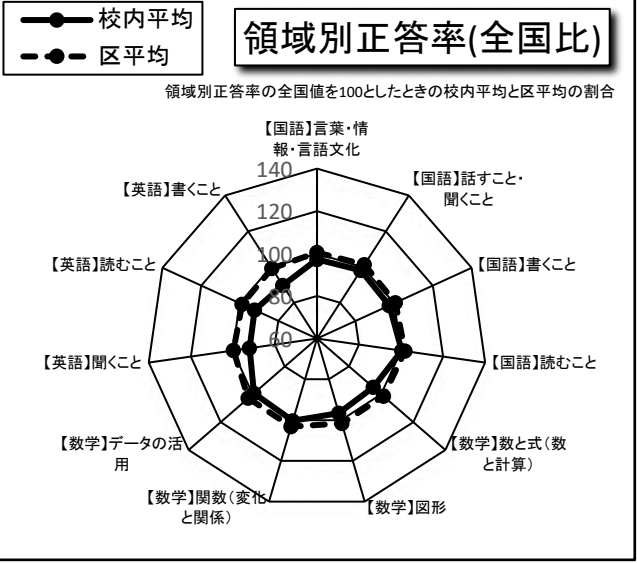 校内平均
区平均
領域別正答率(全国比)
領域別正答率の全国値を100としたときの校内平均と区平均の割合
【国語】言葉・情
報・言語文化
【国語】話すこと・
聞くこと
【国語】書くこと
【国語】読むこと
【数学】数と式(数
と計算)
【数学】図形
【数学】関数(変化
と関係)
【数学】データの活
用
【英語】聞くこと
【英語】読むこと
【英語】書くこと
140
120
100
80
60